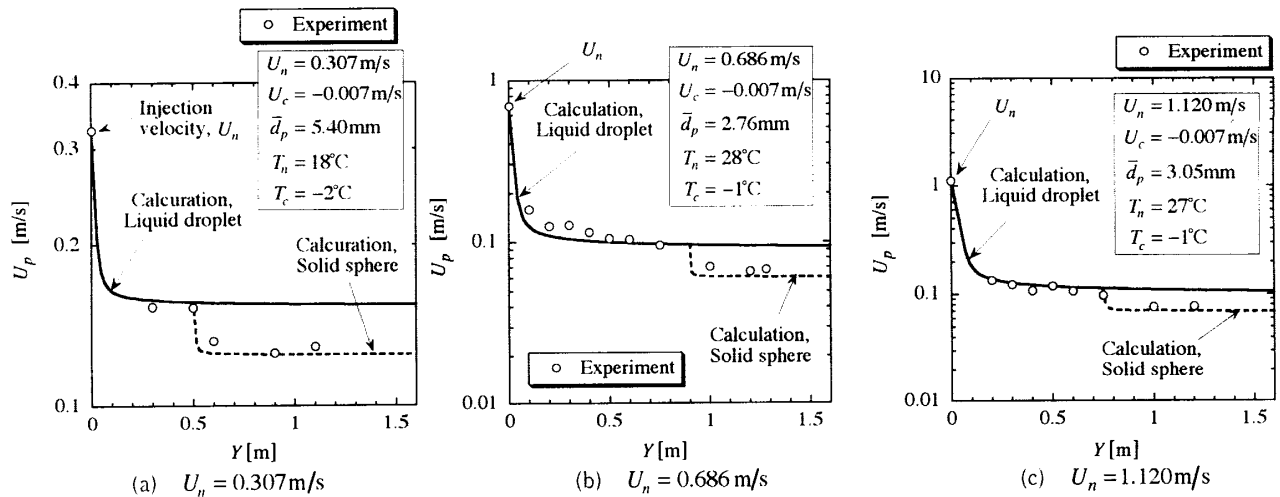 ○ Experiment
U_n = 0.307 m/s
U_c = −0.007 m/s
d̅_p = 5.40mm
T_n = 18°C
T_c = −2°C
Injection
velocity, U_n
Calcuration,
Liquid droplet
Calcuration,
Solid sphere
0.4
0.3
0.2
0.1
U_p [m/s]
0
0.5
1
1.5
Y [m]
(a) U_n = 0.307 m/s
U_n
U_n = 0.686 m/s
U_c = −0.007 m/s
d̅_p = 2.76mm
T_n = 28°C
T_c = −1°C
Calculation,
Liquid droplet
Calculation,
Solid sphere
○ Experiment
1
0.1
0.01
U_p [m/s]
0
0.5
1
1.5
Y [m]
(b) U_n = 0.686 m/s
○ Experiment
U_n
U_n = 1.120 m/s
U_c = −0.007 m/s
d̅_p = 3.05mm
T_n = 27°C
T_c = −1°C
Calculation,
Liquid droplet
Calculation,
Solid sphere
10
1
0.1
0.01
U_p [m/s]
0
0.5
1
1.5
Y [m]
(c) U_n = 1.120 m/s